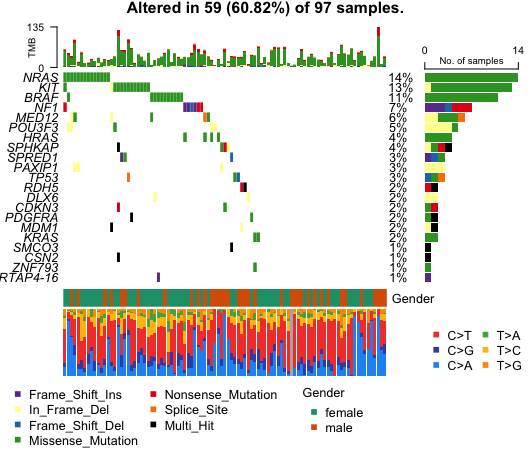 Altered in 59 (60.82%) of 97 samples.
135
TMB
0
0 14
No. of samples
NRAS 14%
KIT 13%
BRAF 11%
NF1 7%
MED12 6%
POU3F3 5%
HRAS 4%
SPHKAP 4%
SPRED1 3%
PAXIP1 3%
TP53 3%
RDH5 2%
DLX6 2%
CDKN3 2%
PDGFRA 2%
MDM1 2%
KRAS 2%
SMCO3 1%
CSN2 1%
ZNF793 1%
RTAP4-16 1%
Gender
C>T T>A
C>G T>C
C>A T>G
Frame_Shift_Ins Nonsense_Mutation Gender
In_Frame_Del Splice_Site female
Frame_Shift_Del Multi_Hit male
Missense_Mutation